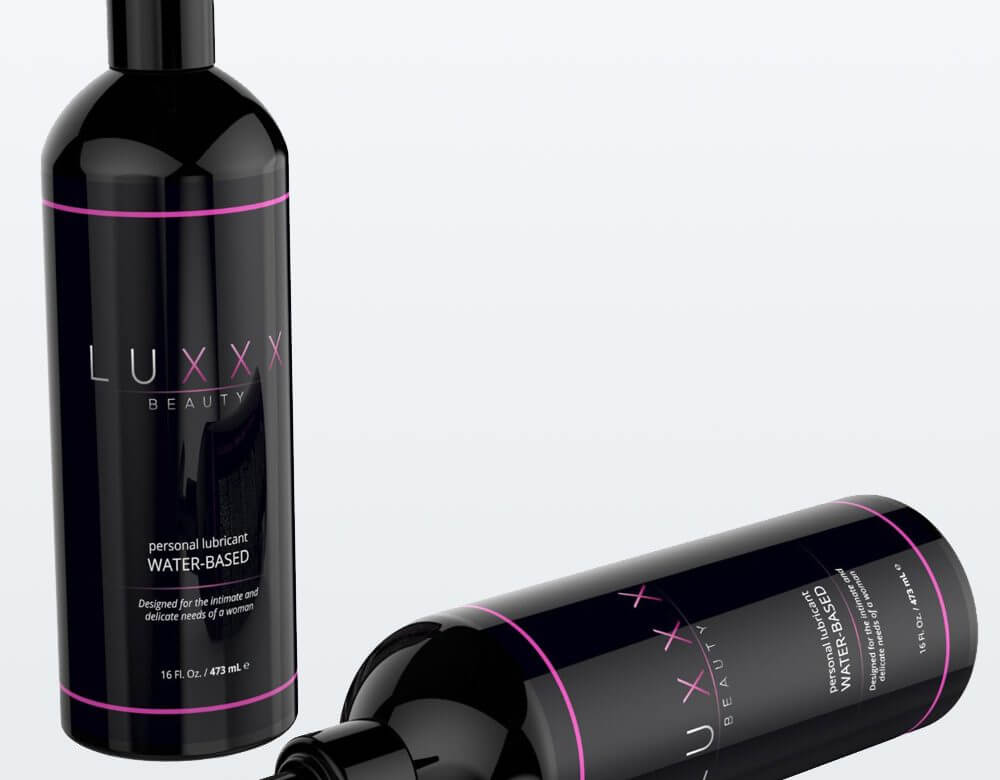 LUXXX
BEAUTY
personal lubricant
WATER-BASED
Designed for the intimate and
delicate needs of a woman
16 Fl. Oz. / 473 mL ℮
LUXXX
BEAUTY
personal lubricant
WATER-BASED
Designed for the intimate and
delicate needs of a woman
16 Fl. Oz. / 473 mL ℮